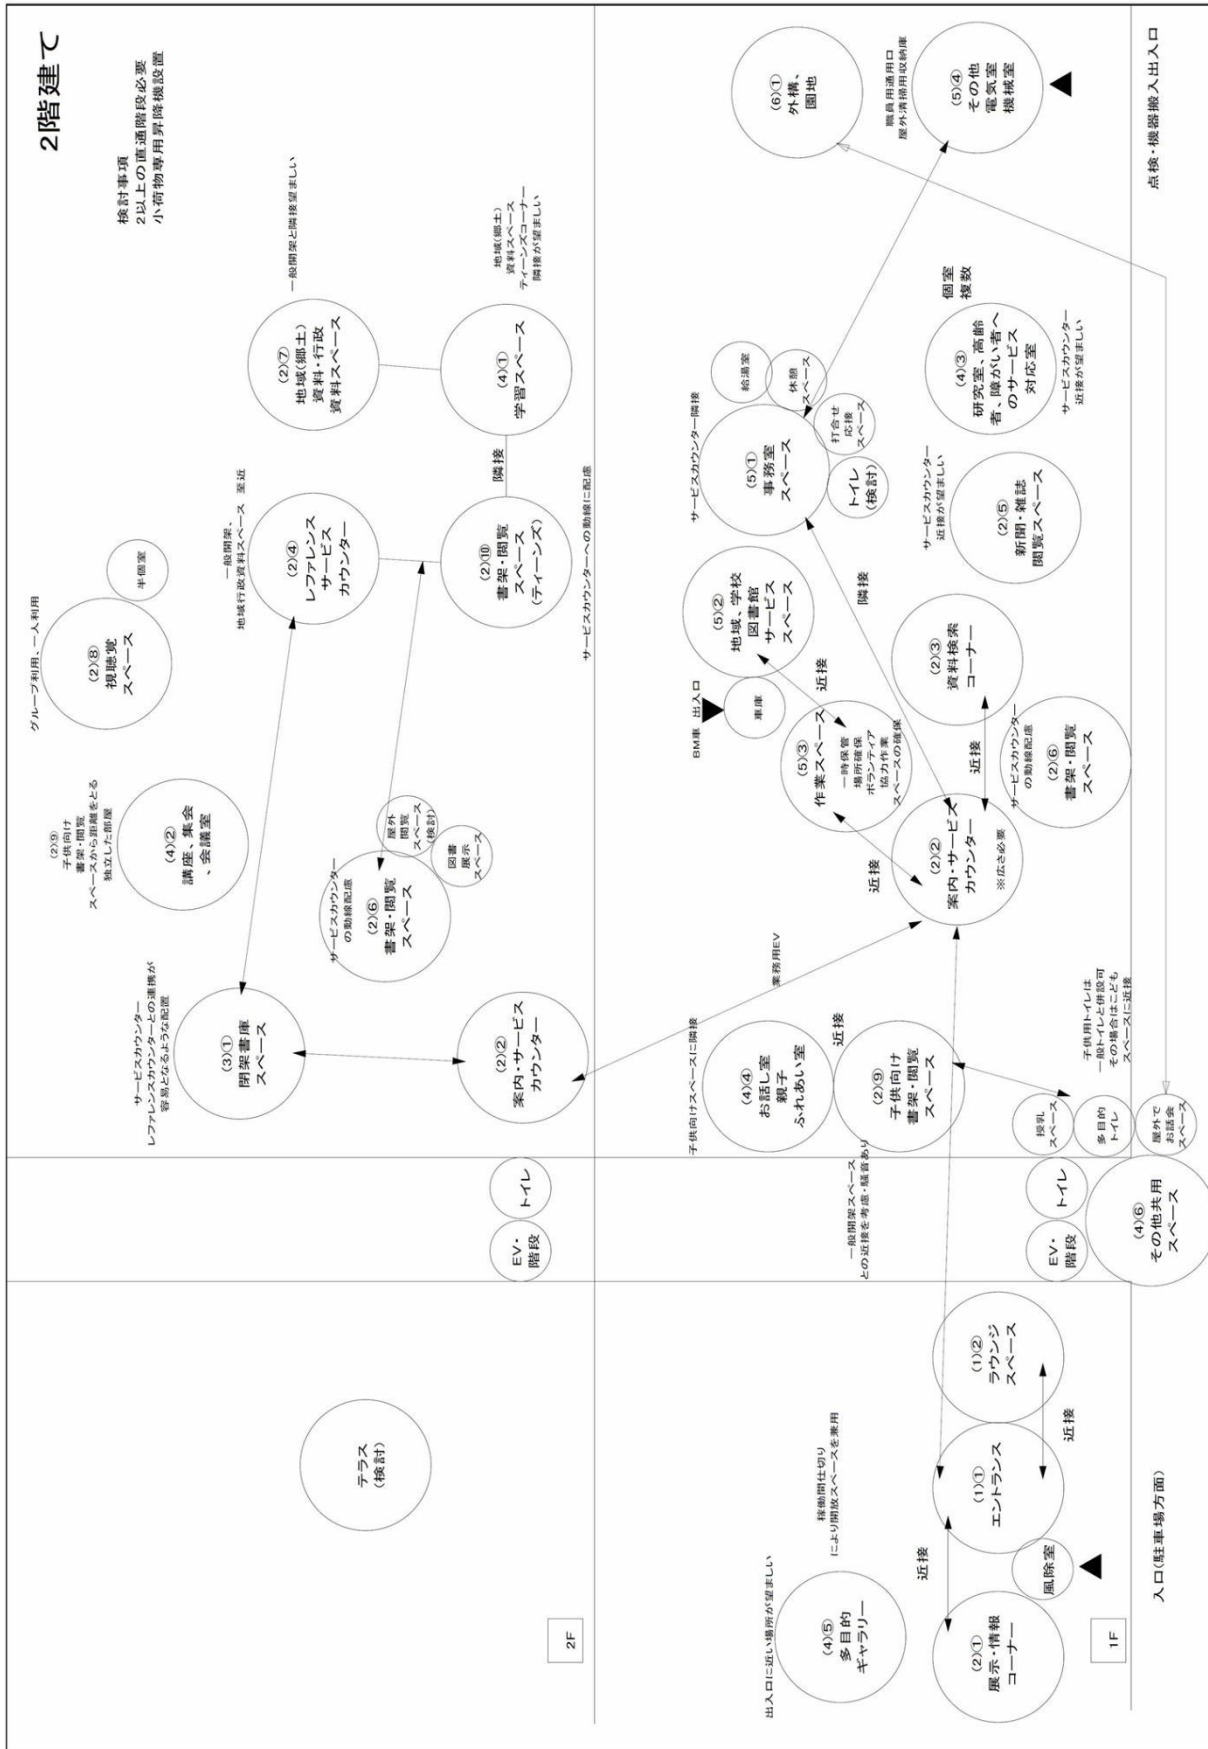 2階建て
検討事項
2以上の直通階段必要
小荷物専用昇降機設置
グループ利用、一人利用
(2)⑧
視聴覚
スペース
半個室
(2)⑨
子供向け
書架・閲覧
スペースから距離をとる
独立した部屋
(4)②
講座、集会
、会議室
サービスカウンター
レファレンスカウンターとの連携が
容易となるような配置
(3)①
閉架書庫
スペース
一般開架、
地域行政資料スペース 至近
(2)④
レファレンス
サービス
カウンター
一般開架と隣接望ましい
(2)⑦
地域(郷土)
資料・行政
資料スペース
サービスカウンター
の動線配慮
(2)⑥
書架・閲覧
スペース
屋外
閲覧
スペース
(検討)
図書
展示
スペース
(2)②
案内・サービス
カウンター
(2)⑩
書架・閲覧
スペース
(ティーンズ)
サービスカウンターへの動線に配慮
隣接
(4)①
学習スペース
地域(郷土)
資料スペース
ティーンズコーナー
隣接が望ましい
テラス
(検討)
EV・
階段
トイレ
2F
業務用EV
子供向けスペースに隣接
(4)④
お話し室
親子
ふれあい室
近接
(2)⑨
子供向け
書架・閲覧
スペース
一般開架スペース
との近接を考慮・騒音あり
BM車 出入口
車庫
(5)②
地域、学校
図書館
サービス
スペース
近接
(5)③
作業スペース
一時保管
場所確保
ボランティア
協力作業
スペースの確保
近接
(2)②
案内・サービス
カウンター
※広さ必要
サービスカウンター隣接
(5)①
事務室
スペース
給湯室
休憩
スペース
打合せ
応接
スペース
トイレ
(検討)
隣接
(2)③
資料検索
コーナー
近接
サービスカウンター
の動線配慮
(2)⑥
書架・閲覧
スペース
サービスカウンター
近接が望ましい
(2)⑤
新聞・雑誌
閲覧スペース
個室
複数
(4)③
研究室、高齢
者、障がい者へ
のサービス
対応室
サービスカウンター
近接が望ましい
(6)①
外構、
園地
職員用通用口
屋外清掃用収納庫
(5)④
その他
電気室
機械室
点検・機器搬入出入口
子供用トイレは
一般トイレと併設可
その場合はこども
スペースに近接
授乳
スペース
多目的
トイレ
屋外で
お話会
スペース
EV・
階段
トイレ
(4)⑥
その他共用
スペース
出入口に近い場所が望ましい
(4)⑤
多目的
ギャラリー
稼働間仕切り
により開放スペースを兼用
(2)①
展示・情報
コーナー
近接
(1)①
エントランス
風除室
(1)②
ラウンジ
スペース
近接
1F
入口(駐車場方面)